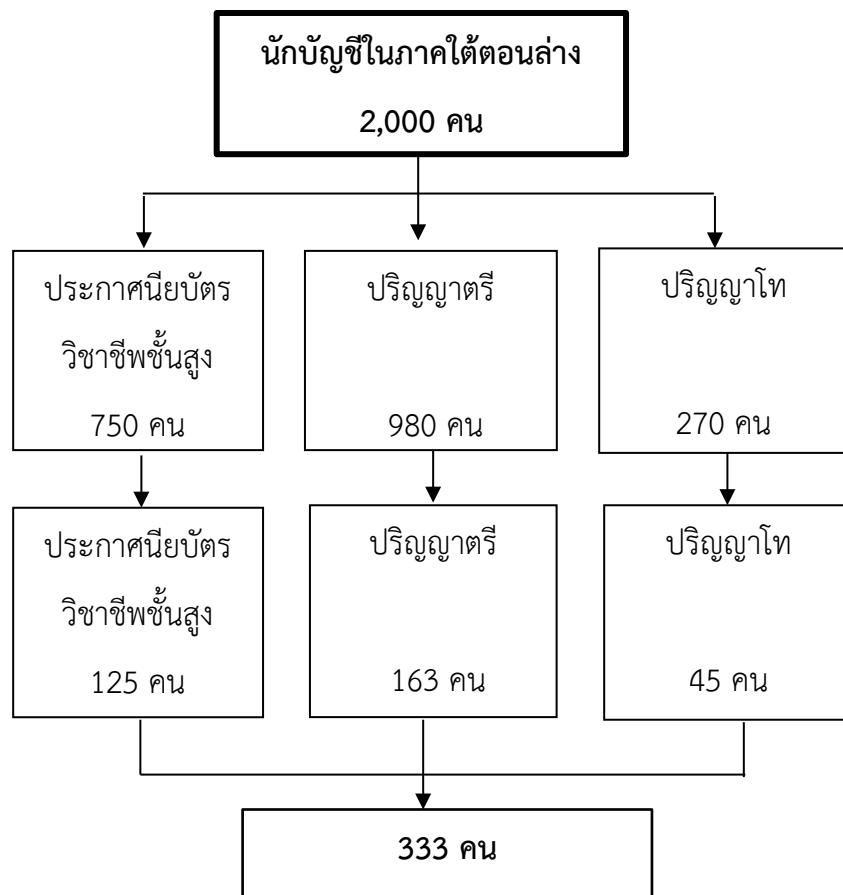 นักบัญชีในภาคใต้ตอนล่าง
2,000 คน
ประกาศนียบัตร
วิชาชีพชั้นสูง
750 คน
ปริญญาตรี
980 คน
ปริญญาโท
270 คน
ประกาศนียบัตร
วิชาชีพชั้นสูง
125 คน
ปริญญาตรี
163 คน
ปริญญาโท
45 คน
333 คน